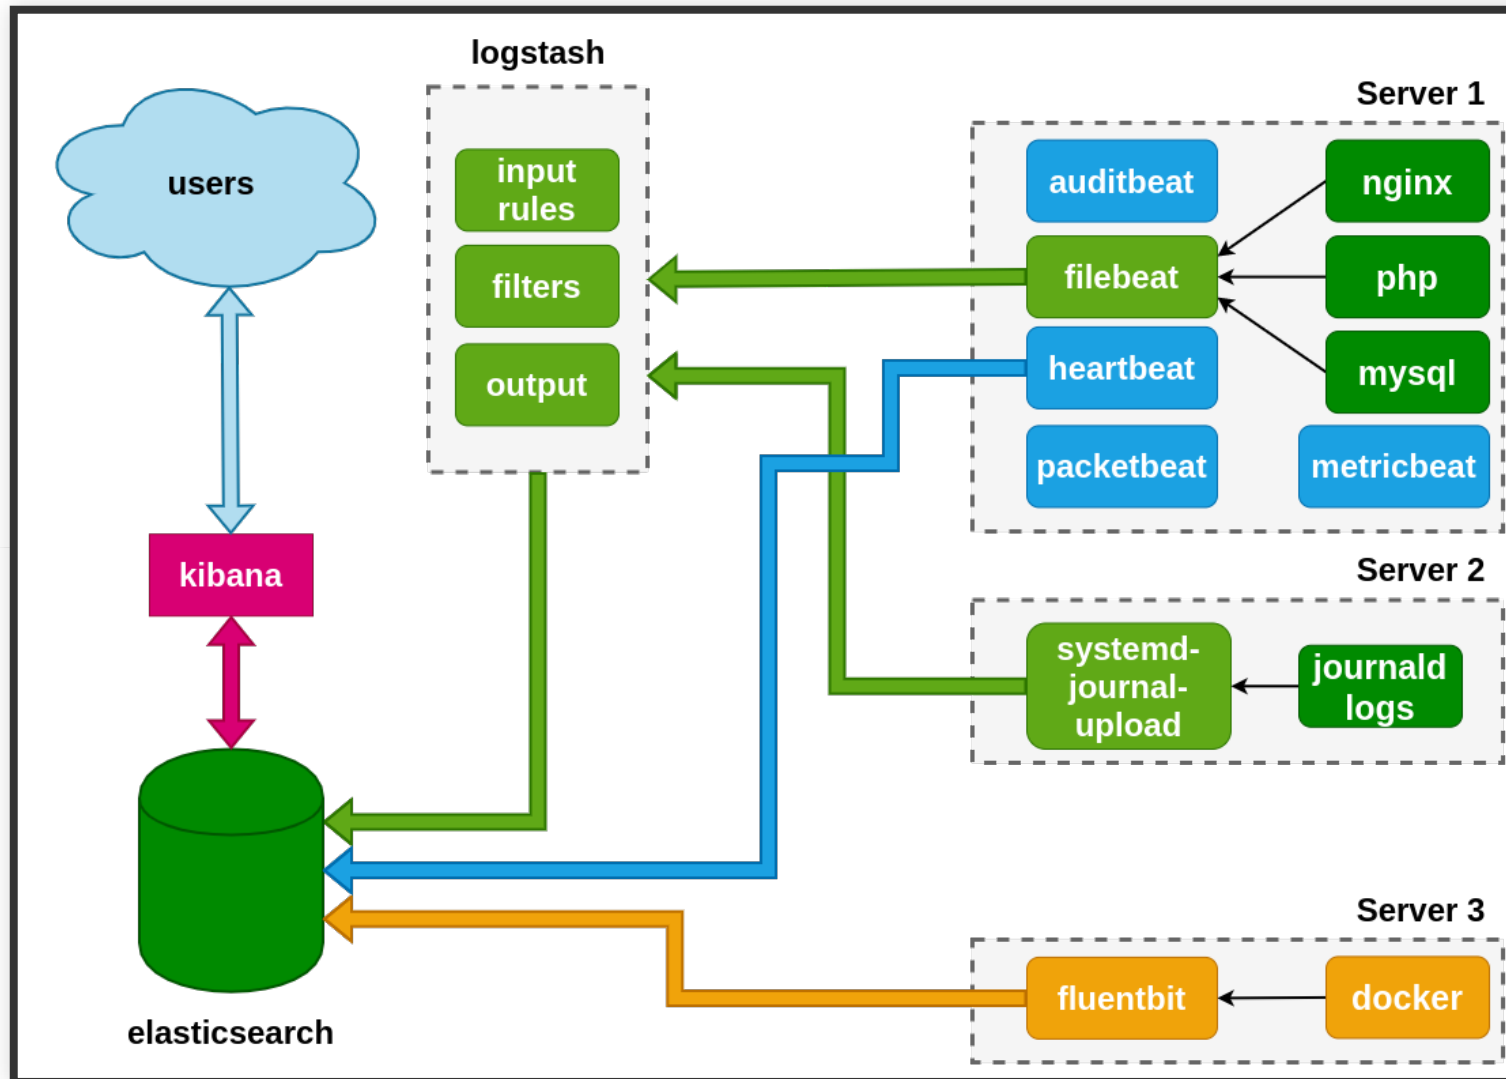 logstash
input
rules
filters
output
users
kibana
elasticsearch
Server 1
auditbeat
nginx
filebeat
php
heartbeat
mysql
packetbeat
metricbeat
Server 2
systemd-
journal-
upload
journald
logs
Server 3
fluentbit
docker